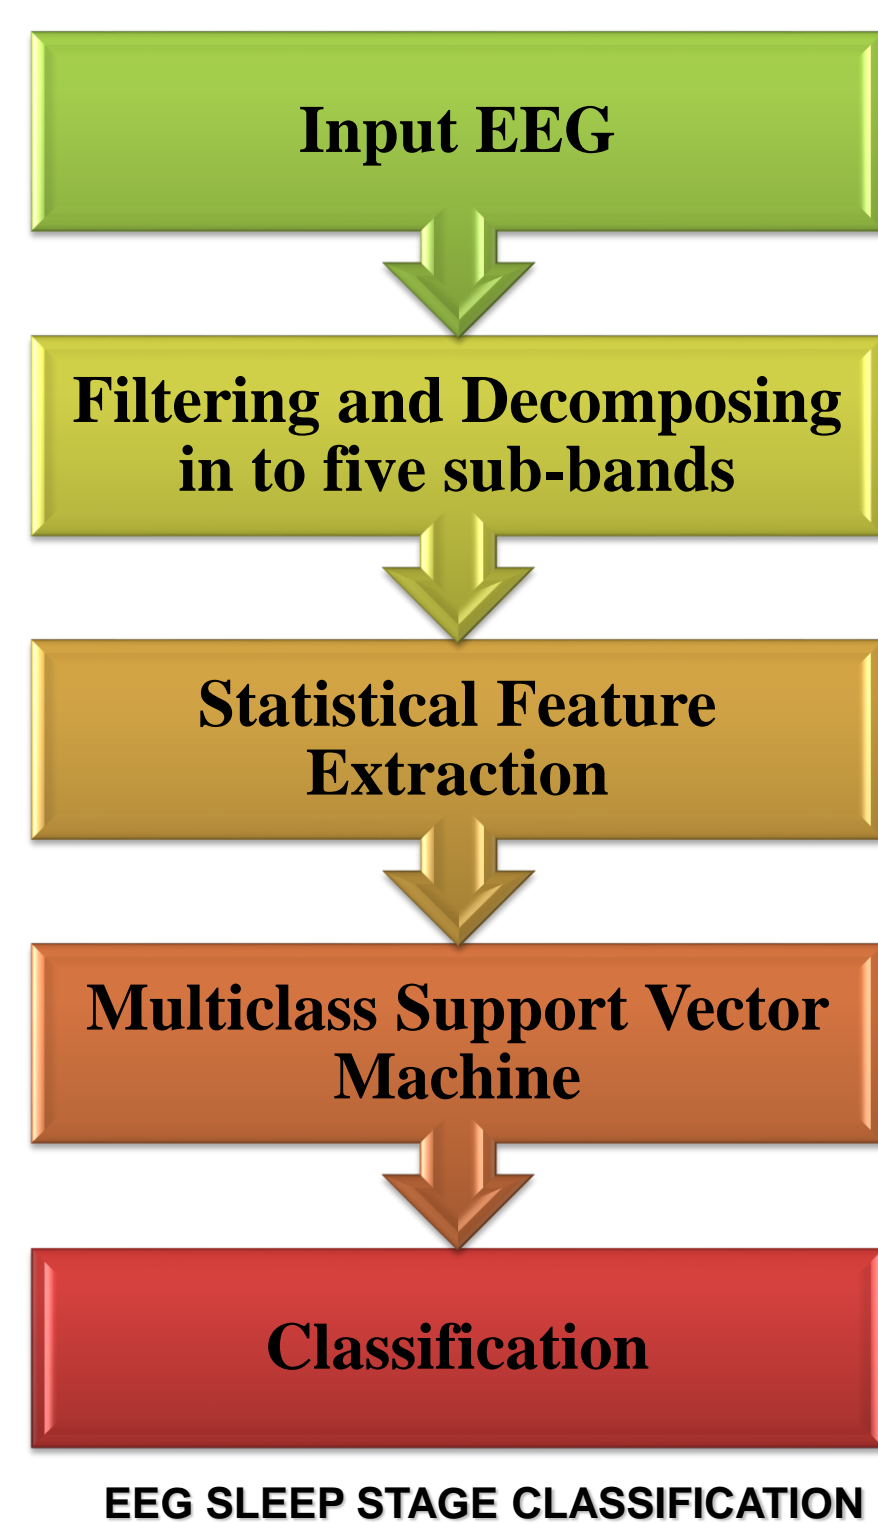 Input EEG
Filtering and Decomposing
in to five sub-bands
Statistical Feature
Extraction
Multiclass Support Vector
Machine
Classification
EEG SLEEP STAGE CLASSIFICATION